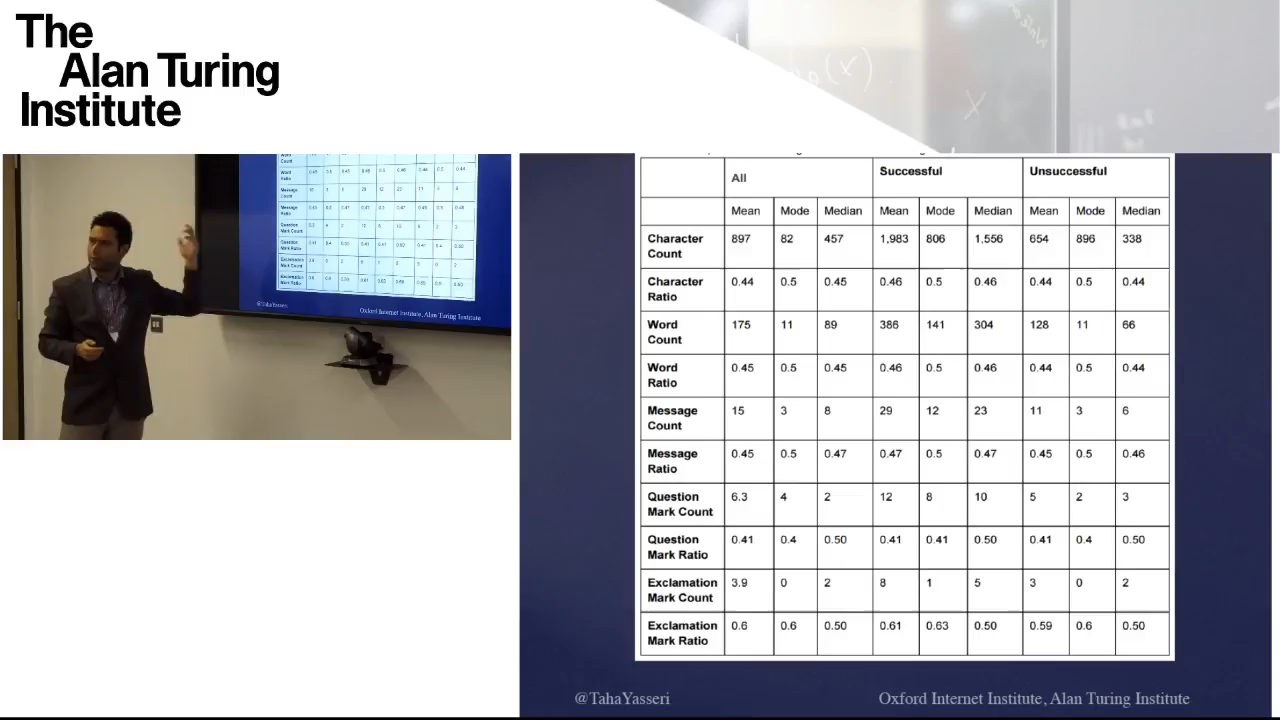 The
Alan Turing
Institute
All Successful Unsuccessful
Mean Mode Median Mean Mode Median Mean Mode Median
Character Count 897 82 457 1,983 806 1,556 654 896 338
Character Ratio 0.44 0.5 0.45 0.46 0.5 0.46 0.44 0.5 0.44
Word Count 175 11 89 386 141 304 128 11 66
Word Ratio 0.45 0.5 0.45 0.46 0.5 0.46 0.44 0.5 0.44
Message Count 15 3 8 29 12 23 11 3 6
Message Ratio 0.45 0.5 0.47 0.47 0.5 0.47 0.45 0.5 0.46
Question Mark Count 6.3 4 2 12 8 10 5 2 3
Question Mark Ratio 0.41 0.4 0.50 0.41 0.41 0.50 0.41 0.4 0.50
Exclamation Mark Count 3.9 0 2 8 1 5 3 0 2
Exclamation Mark Ratio 0.6 0.6 0.50 0.61 0.63 0.50 0.59 0.6 0.50
@TahaYasseri Oxford Internet Institute, Alan Turing Institute
@TahaYasseri
Oxford Internet Institute, Alan Turing Institute